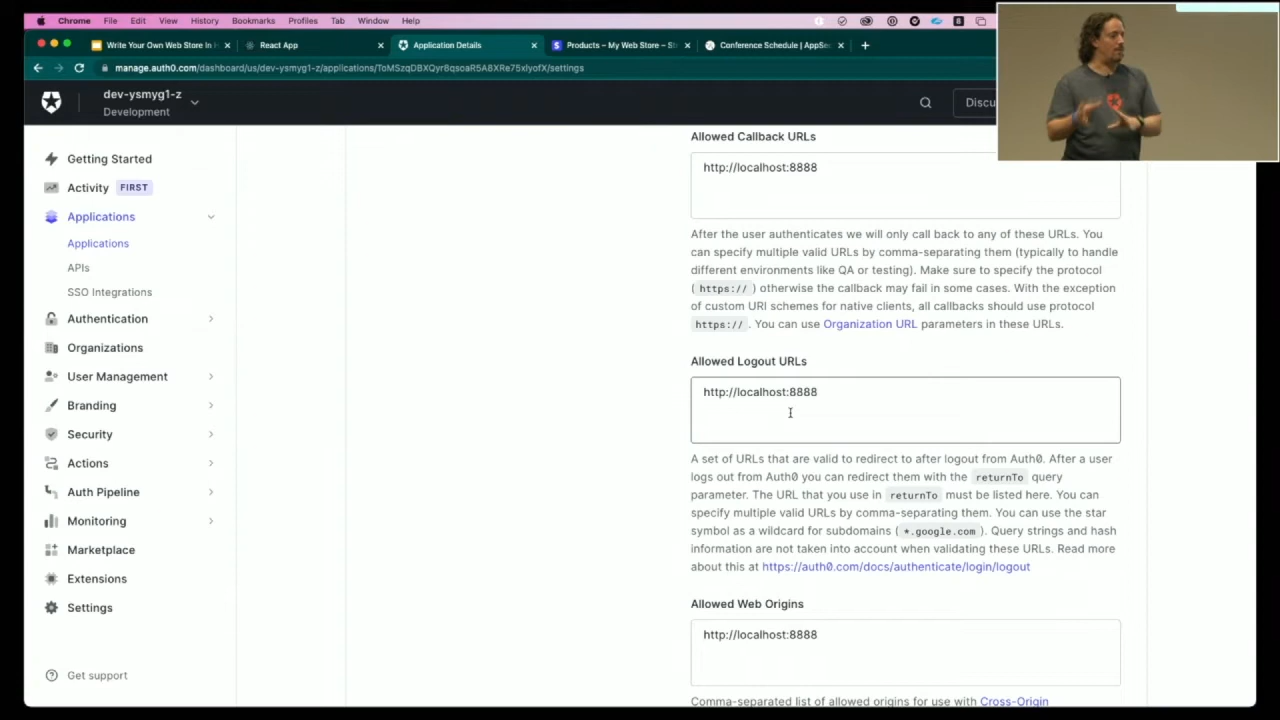 Chrome File Edit View History Bookmarks Profiles Tab Window Help
Write Your Own Web Store In React App Application Details Products – My Web Store – St Conference Schedule | AppSe
manage.auth0.com/dashboard/us/dev-ysmyg1-z/applications/ToMSzqDBXQyr8qsoaR5A8XRe75xlyofX/settings
dev-ysmyg1-z
Development
Discu
Getting Started
Activity FIRST
Applications
Applications
APIs
SSO Integrations
Authentication
Organizations
User Management
Branding
Security
Actions
Auth Pipeline
Monitoring
Marketplace
Extensions
Settings
Get support
Allowed Callback URLs
http://localhost:8888
After the user authenticates we will only call back to any of these URLs. You
can specify multiple valid URLs by comma-separating them (typically to handle
different environments like QA or testing). Make sure to specify the protocol
( https:// ) otherwise the callback may fail in some cases. With the exception
of custom URI schemes for native clients, all callbacks should use protocol
https:// . You can use Organization URL parameters in these URLs.
Allowed Logout URLs
http://localhost:8888
A set of URLs that are valid to redirect to after logout from Auth0. After a user
logs out from Auth0 you can redirect them with the returnTo query
parameter. The URL that you use in returnTo must be listed here. You can
specify multiple valid URLs by comma-separating them. You can use the star
symbol as a wildcard for subdomains ( *.google.com ). Query strings and hash
information are not taken into account when validating these URLs. Read more
about this at https://auth0.com/docs/authenticate/login/logout
Allowed Web Origins
http://localhost:8888
Comma-separated list of allowed origins for use with Cross-Origin